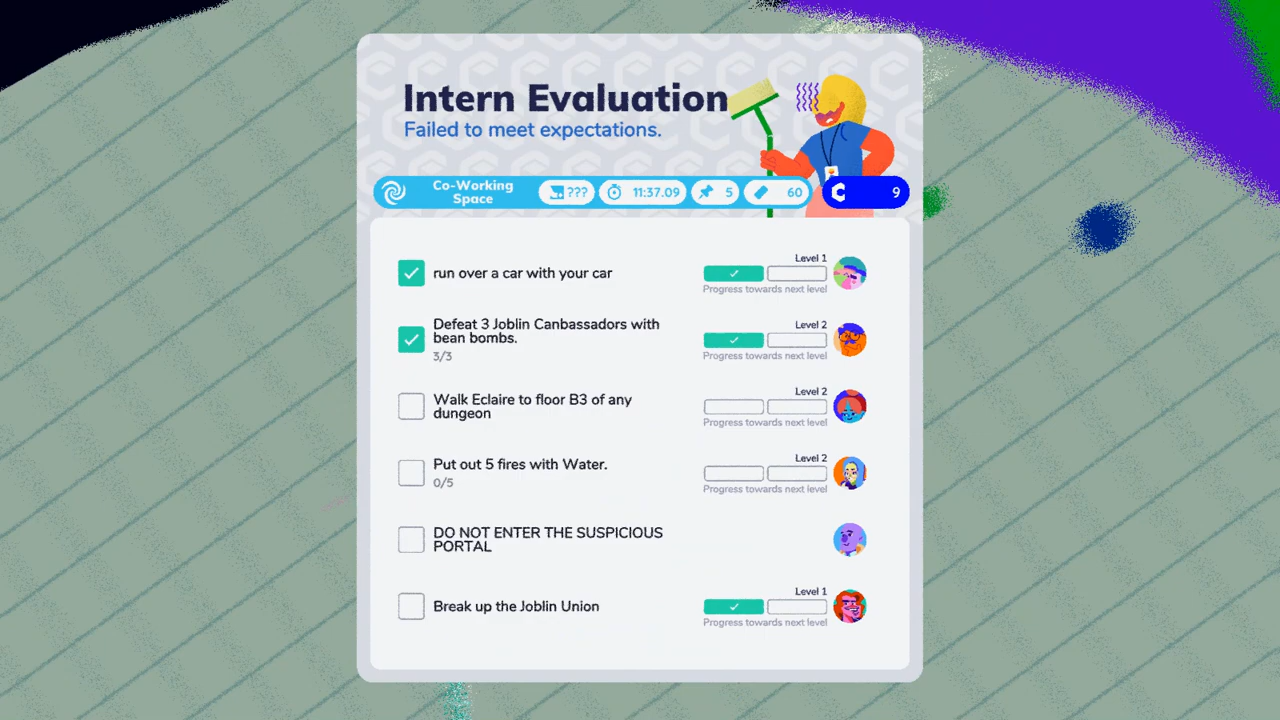 Intern Evaluation
Failed to meet expectations.
Co-Working
Space
???
11:37.09
5
60
9
run over a car with your car
Level 1
Progress towards next level
Defeat 3 Joblin Canbassadors with
bean bombs.
3/3
Level 2
Progress towards next level
Walk Eclaire to floor B3 of any
dungeon
Level 2
Progress towards next level
Put out 5 fires with Water.
0/5
Level 2
Progress towards next level
DO NOT ENTER THE SUSPICIOUS
PORTAL
Break up the Joblin Union
Level 1
Progress towards next level